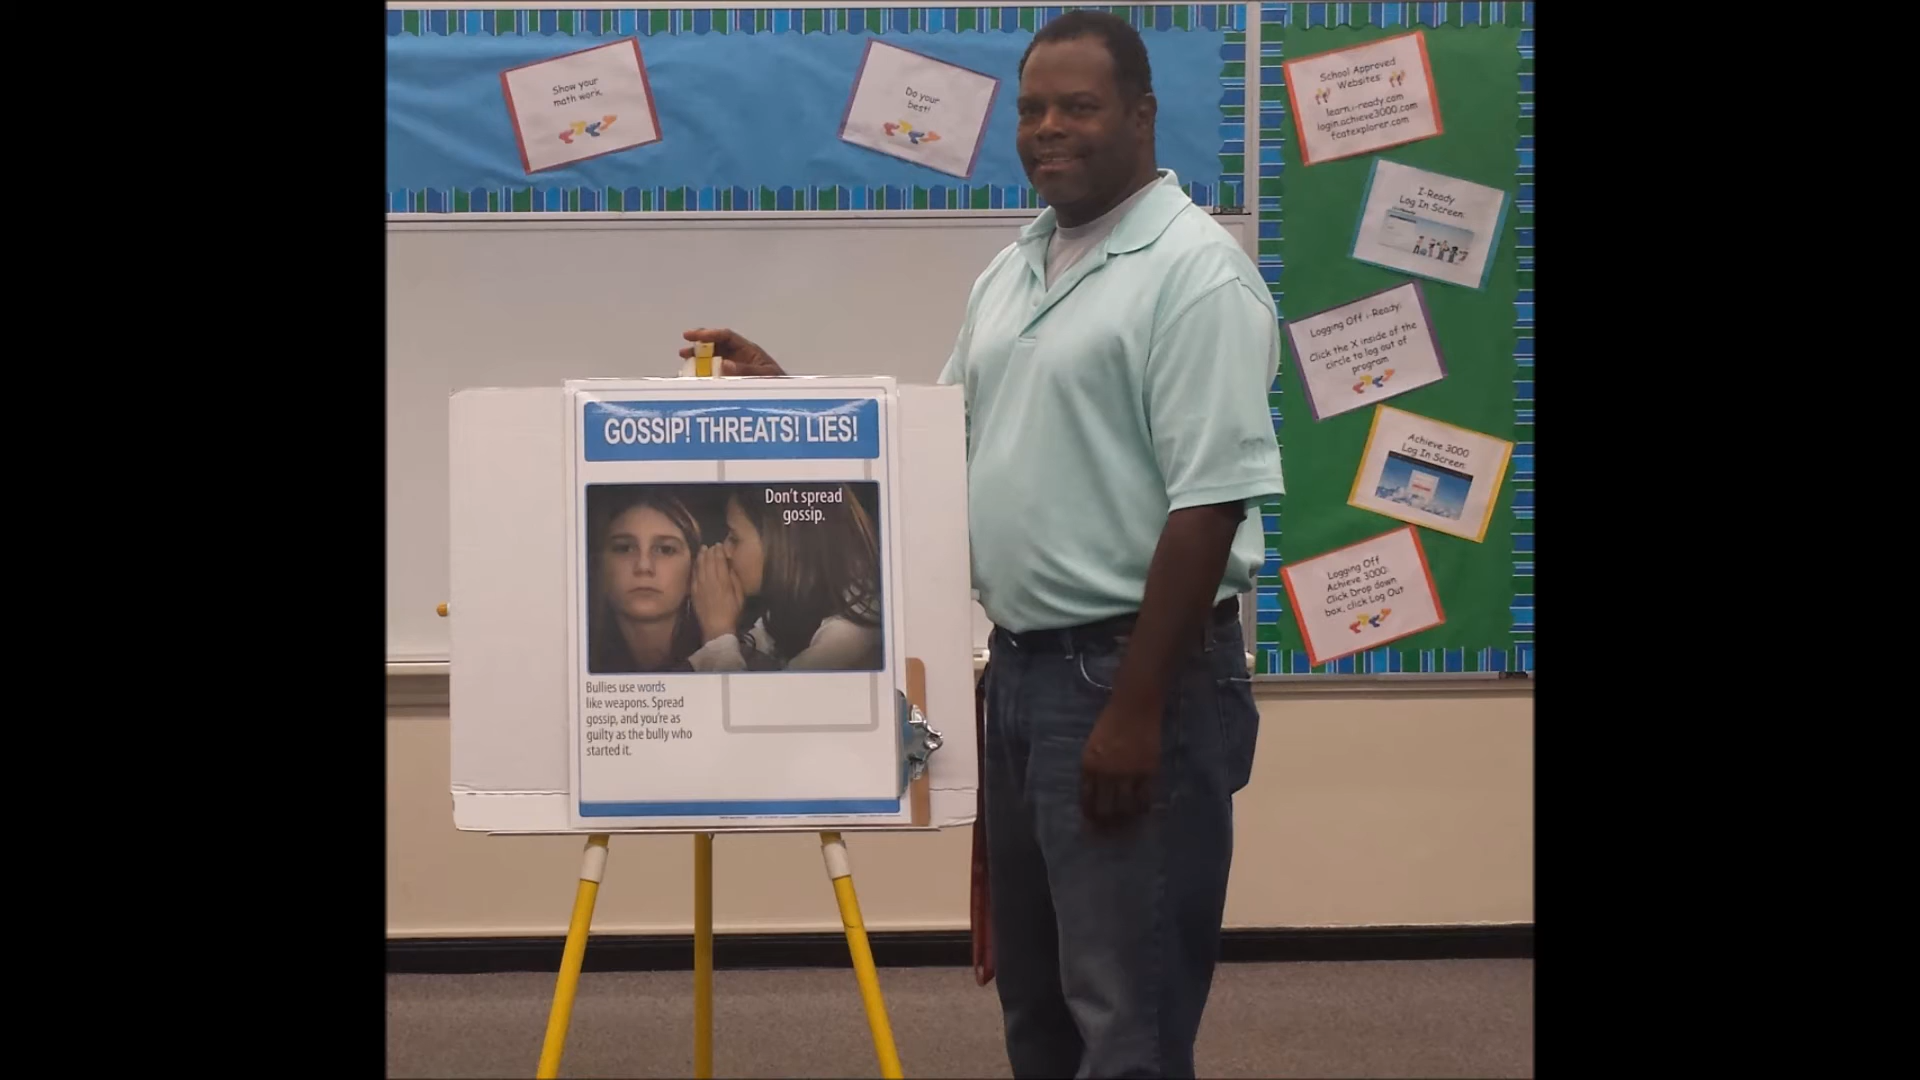 Show your
math work.
Do your
best!
School Approved
Websites:
learn.i-ready.com
login.achieve3000.com
fcatexplorer.com
I-Ready
Log In Screen:
Logging Off i-Ready:
Click the X inside of the
circle to log out of
program
Achieve 3000
Log In Screen:
Logging Off
Achieve 3000:
Click Drop down
box, click Log Out
GOSSIP! THREATS! LIES!
Don't spread
gossip.
Bullies use words
like weapons. Spread
gossip, and you're as
guilty as the bully who
started it.